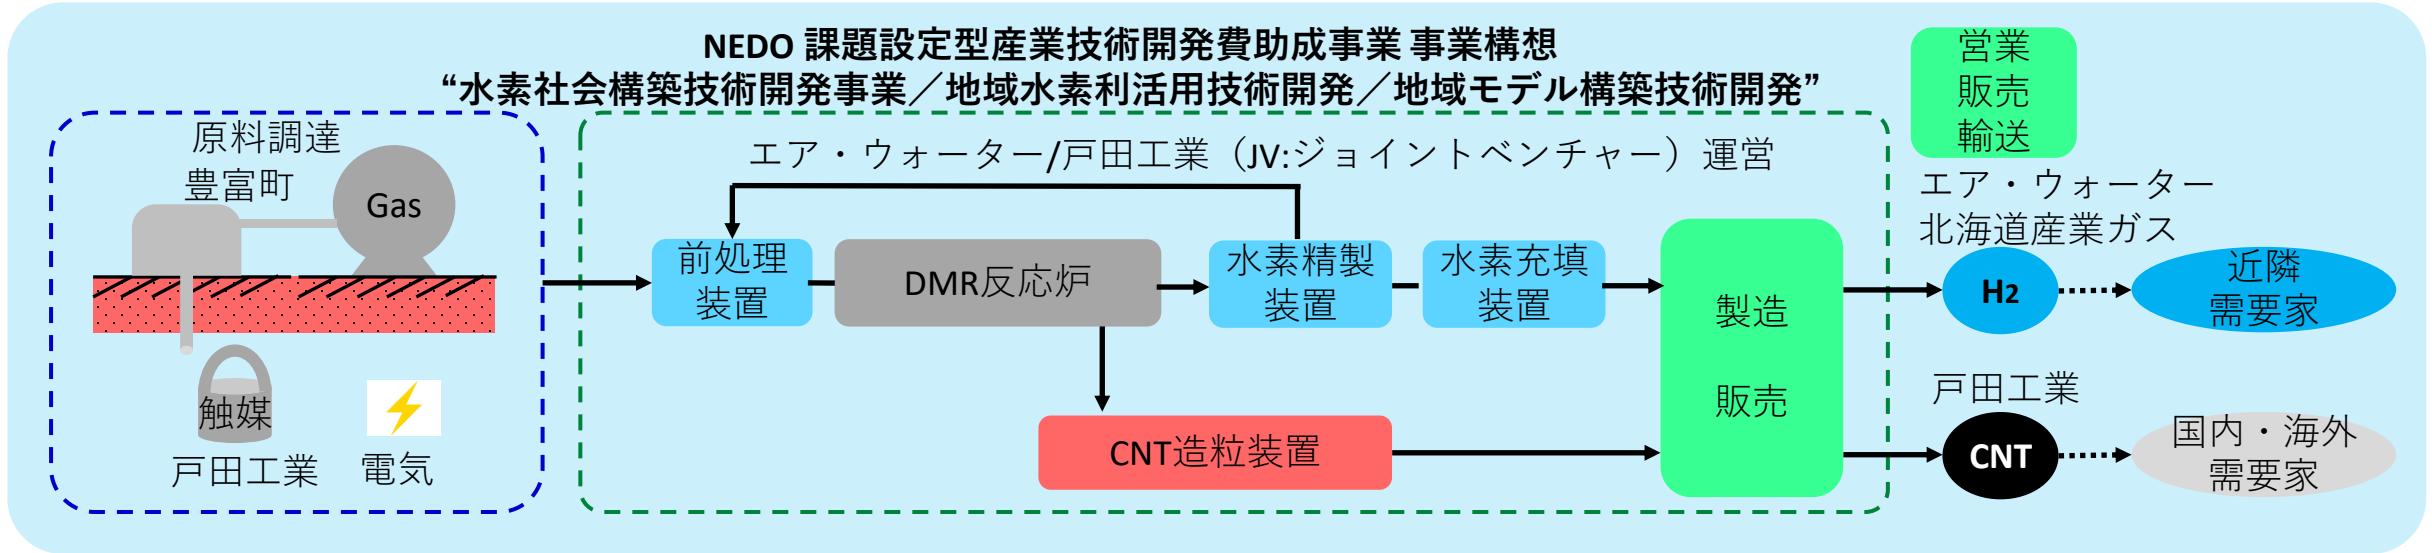 NEDO 課題設定型産業技術開発費助成事業 事業構想
“水素社会構築技術開発事業／地域水素利活用技術開発／地域モデル構築技術開発”
営業
販売
輸送
原料調達
豊富町
Gas
触媒
戸田工業
電気
エア・ウォーター/戸田工業（JV:ジョイントベンチャー）運営
前処理
装置
DMR反応炉
水素精製
装置
水素充填
装置
CNT造粒装置
製造
販売
エア・ウォーター
北海道産業ガス
H2
近隣
需要家
戸田工業
CNT
国内・海外
需要家